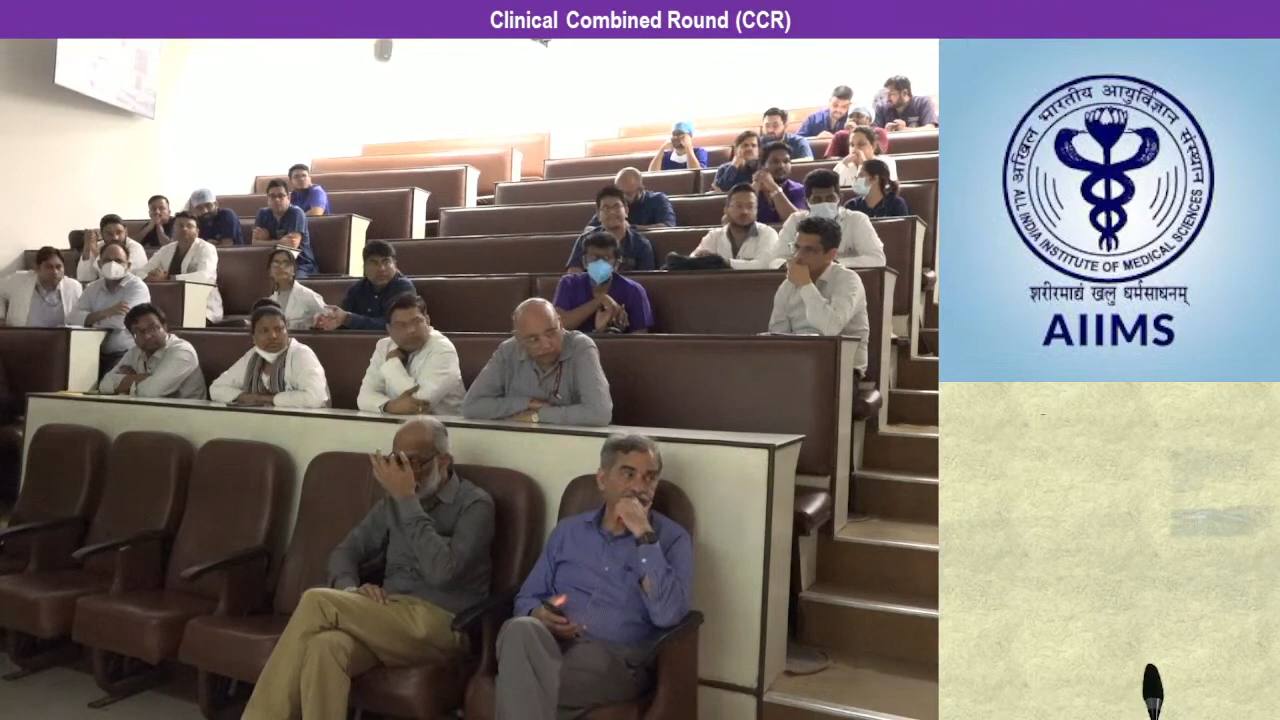 Clinical Combined Round (CCR)
अखिल भारतीय आयुर्विज्ञान संस्थान
ALL INDIA INSTITUTE OF MEDICAL SCIENCES
शरीरमाद्यं खलु धर्मसाधनम्
AIIMS